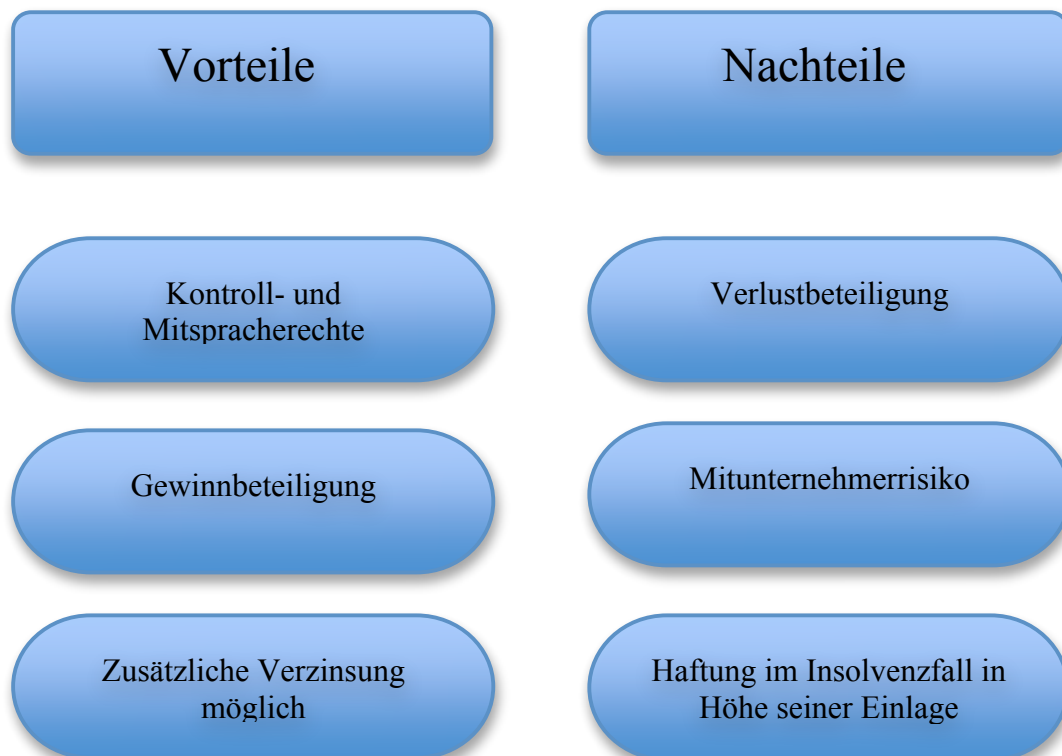 Vorteile
Nachteile
Kontroll- und
Mitspracherechte
Verlustbeteiligung
Gewinnbeteiligung
Mitunternehmerrisiko
Zusätzliche Verzinsung
möglich
Haftung im Insolvenzfall in
Höhe seiner Einlage